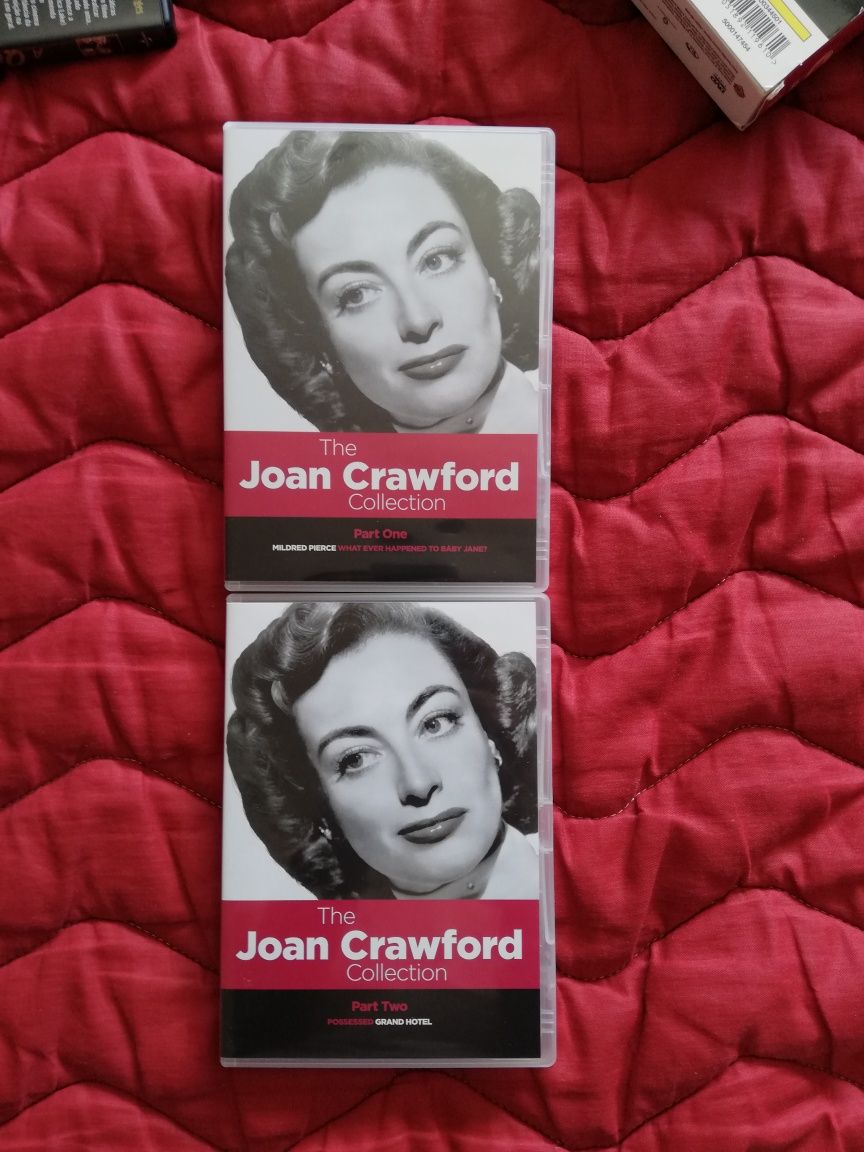 5000147454
The
Joan Crawford
Collection
Part One
MILDRED PIERCE WHAT EVER HAPPENED TO BABY JANE?
The
Joan Crawford
Collection
Part Two
POSSESSED GRAND HOTEL